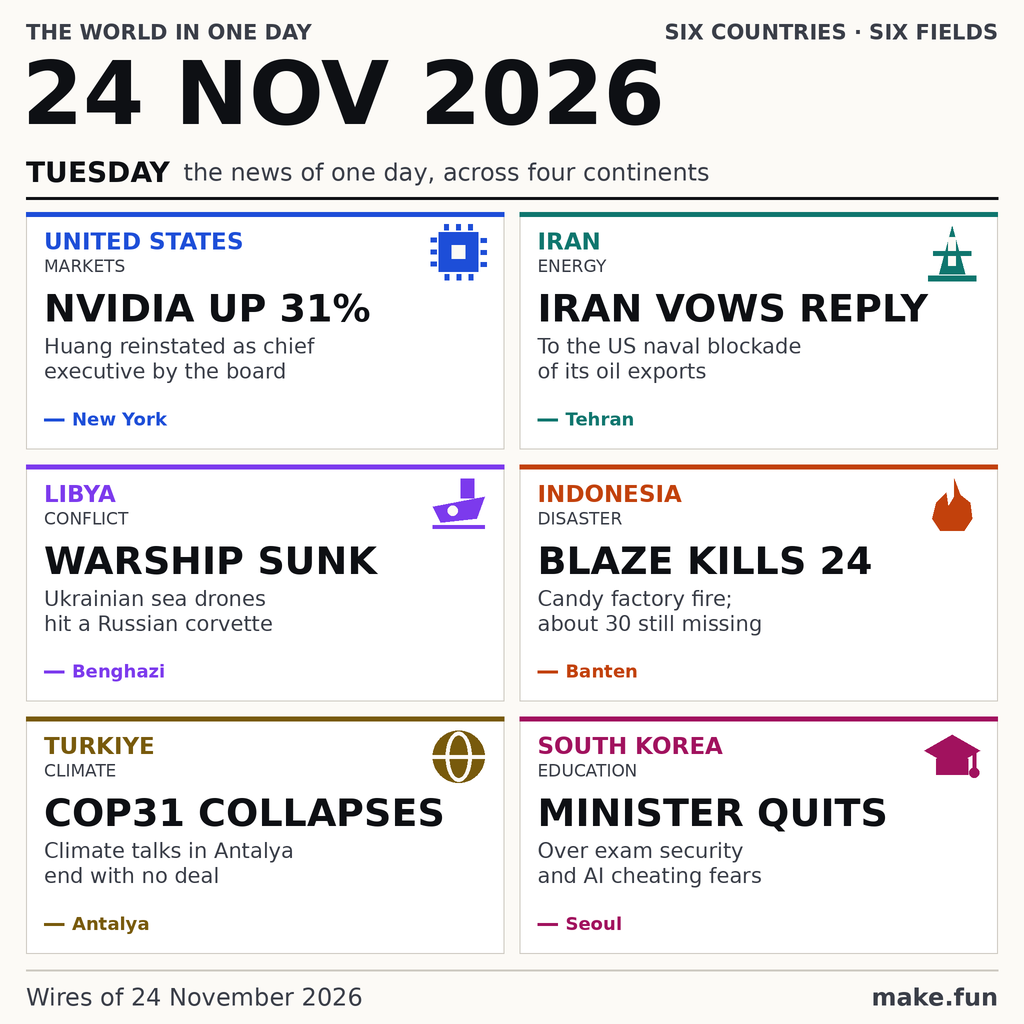 THE WORLD IN ONE DAY
SIX COUNTRIES · SIX FIELDS
24 NOV 2026
TUESDAY the news of one day, across four continents
UNITED STATES
MARKETS
NVIDIA UP 31%
Huang reinstated as chief
executive by the board
— New York
IRAN
ENERGY
IRAN VOWS REPLY
To the US naval blockade
of its oil exports
— Tehran
LIBYA
CONFLICT
WARSHIP SUNK
Ukrainian sea drones
hit a Russian corvette
— Benghazi
INDONESIA
DISASTER
BLAZE KILLS 24
Candy factory fire;
about 30 still missing
— Banten
TURKIYE
CLIMATE
COP31 COLLAPSES
Climate talks in Antalya
end with no deal
— Antalya
SOUTH KOREA
EDUCATION
MINISTER QUITS
Over exam security
and AI cheating fears
— Seoul
Wires of 24 November 2026
make.fun